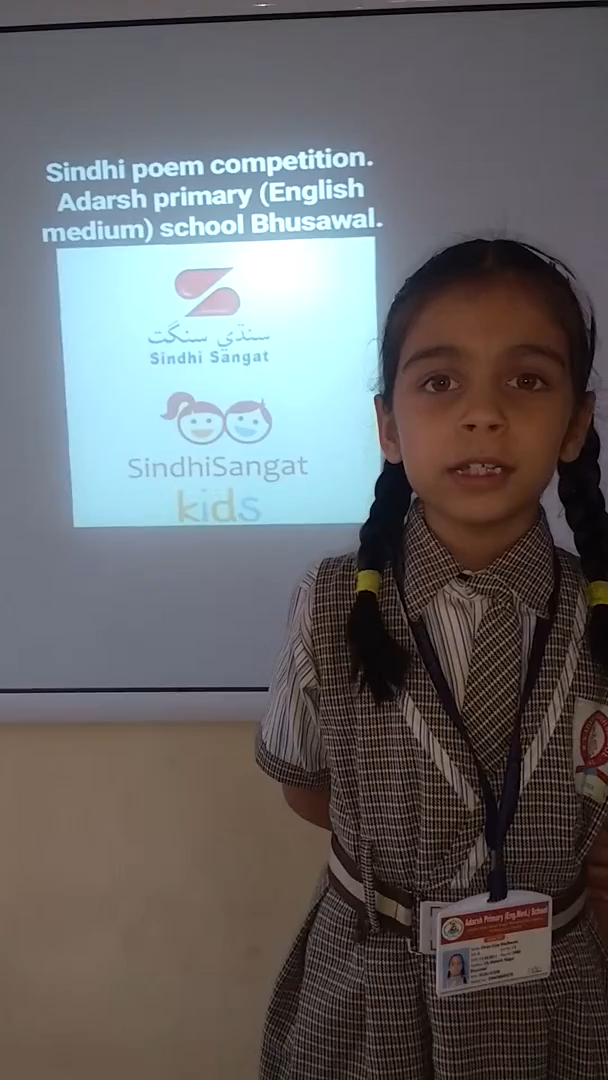 Sindhi poem competition.
Adarsh primary (English
medium) school Bhusawal.
سنڌي سنگت
Sindhi Sangat
SindhiSangat
kids
Adarsh Primary (Eng.Med.) School